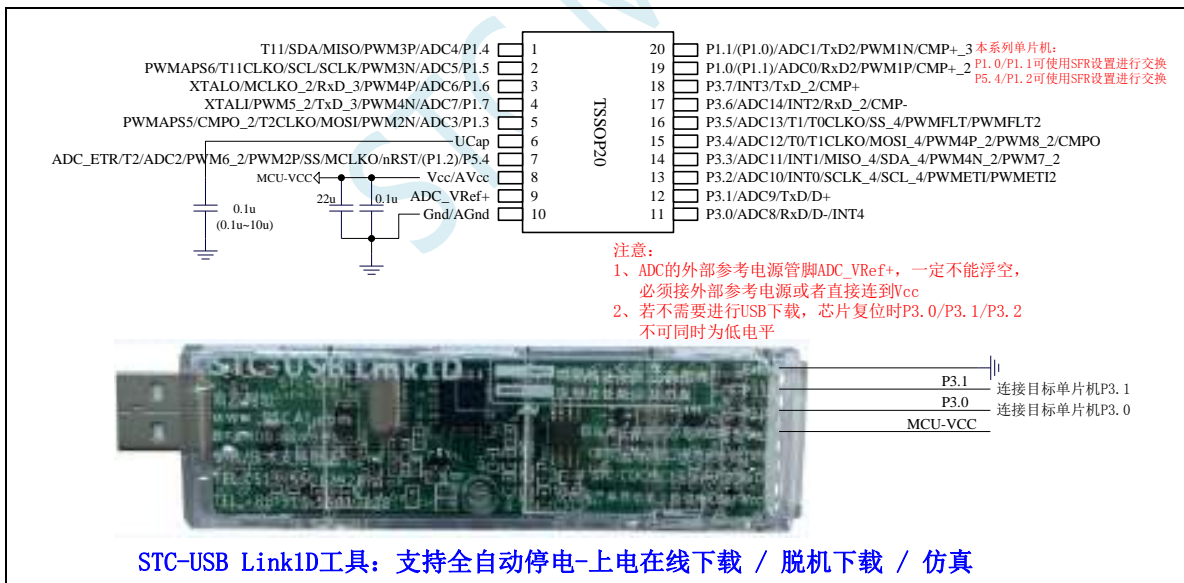 T11/SDA/MISO/PWM3P/ADC4/P1.4 1
PWMAPS6/T11CLKO/SCL/SCLK/PWM3N/ADC5/P1.5 2
XTALO/MCLKO_2/RxD_3/PWM4P/ADC6/P1.6 3
XTALI/PWM5_2/TxD_3/PWM4N/ADC7/P1.7 4
PWMAPS5/CMPO_2/T2CLKO/MOSI/PWM2N/ADC3/P1.3 5
UCap 6
ADC_ETR/T2/ADC2/PWM6_2/PWM2P/SS/MCLKO/nRST/(P1.2)/P5.4 7
MCU-VCC Vcc/AVcc 8
ADC_VRef+ 9
Gnd/AGnd 10
22u 0.1u
0.1u
(0.1u~10u)
TSSOP20
20 P1.1/(P1.0)/ADC1/TxD2/PWM1N/CMP+_3
19 P1.0/(P1.1)/ADC0/RxD2/PWM1P/CMP+_2
18 P3.7/INT3/TxD_2/CMP+
17 P3.6/ADC14/INT2/RxD_2/CMP-
16 P3.5/ADC13/T1/T0CLKO/SS_4/PWMFLT/PWMFLT2
15 P3.4/ADC12/T0/T1CLKO/MOSI_4/PWM4P_2/PWM8_2/CMPO
14 P3.3/ADC11/INT1/MISO_4/SDA_4/PWM4N_2/PWM7_2
13 P3.2/ADC10/INT0/SCLK_4/SCL_4/PWMETI/PWMETI2
12 P3.1/ADC9/TxD/D+
11 P3.0/ADC8/RxD/D-/INT4
本系列单片机:
P1.0/P1.1可使用SFR设置进行交换
P5.4/P1.2可使用SFR设置进行交换
注意:
1、ADC的外部参考电源管脚ADC_VRef+, 一定不能浮空,
必须接外部参考电源或者直接连到Vcc
2、若不需要进行USB下载, 芯片复位时P3.0/P3.1/P3.2
不可同时为低电平
STC-USB Link1D
P3.1 连接目标单片机P3.1
P3.0 连接目标单片机P3.0
MCU-VCC
STC-USB Link1D工具: 支持全自动停电-上电在线下载 / 脱机下载 / 仿真